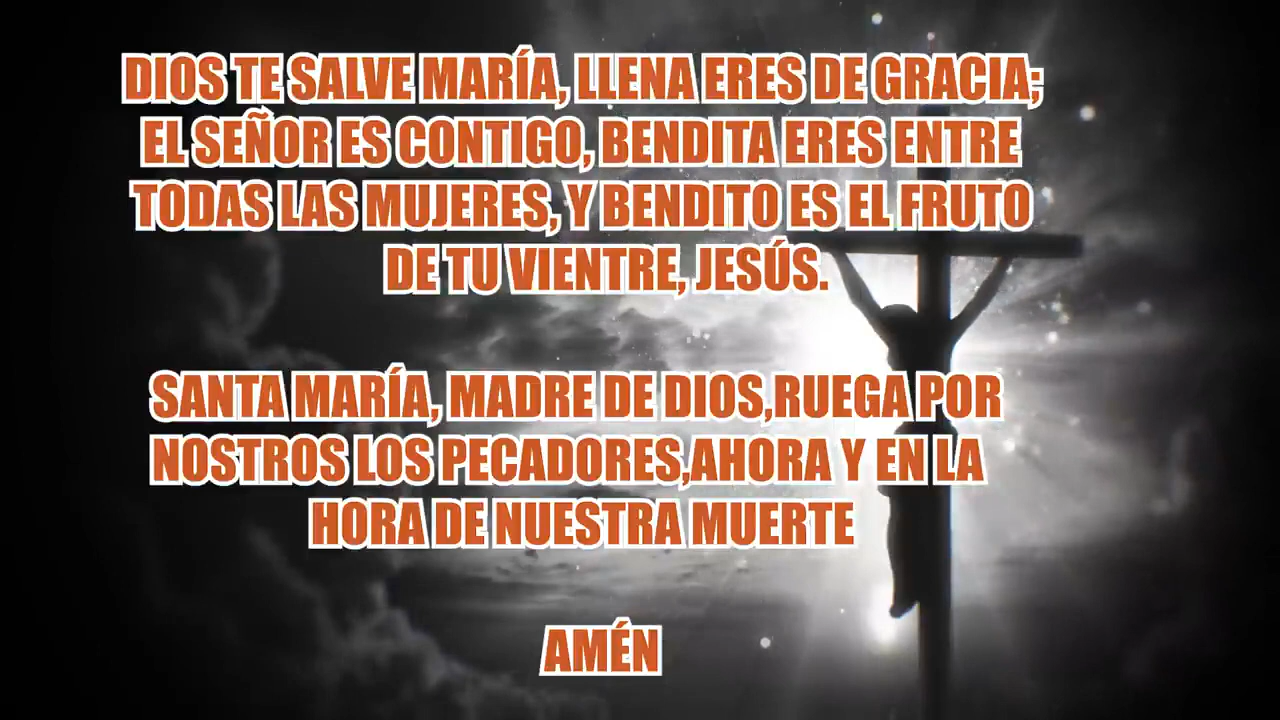 DIOS TE SALVE MARÍA, LLENA ERES DE GRACIA;
EL SEÑOR ES CONTIGO, BENDITA ERES ENTRE
TODAS LAS MUJERES, Y BENDITO ES EL FRUTO
DE TU VIENTRE, JESÚS.
SANTA MARÍA, MADRE DE DIOS,RUEGA POR
NOSTROS LOS PECADORES,AHORA Y EN LA
HORA DE NUESTRA MUERTE
AMÉN